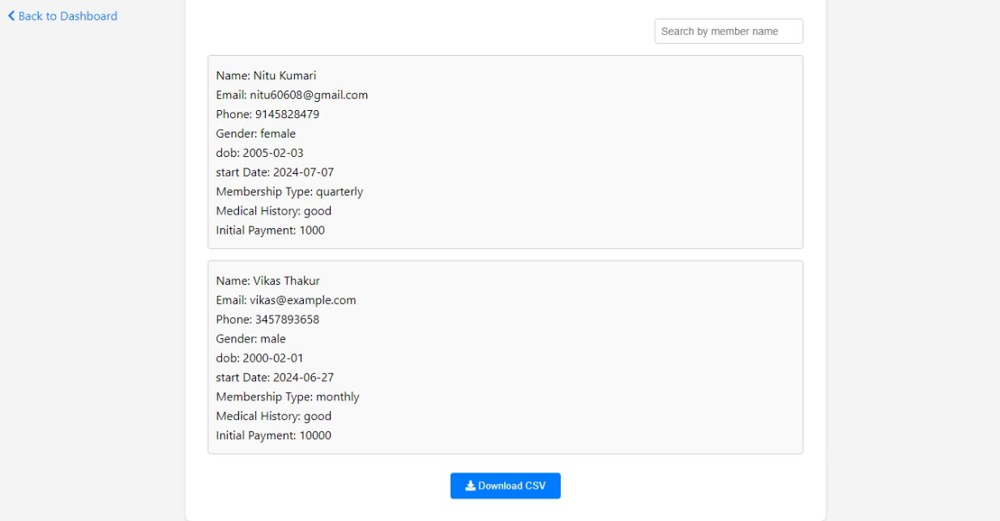 Back to Dashboard
Search by member name
Name: Nitu Kumari
Email: nitu60608@gmail.com
Phone: 9145828479
Gender: female
dob: 2005-02-03
start Date: 2024-07-07
Membership Type: quarterly
Medical History: good
Initial Payment: 1000
Name: Vikas Thakur
Email: vikas@example.com
Phone: 3457893658
Gender: male
dob: 2000-02-01
start Date: 2024-06-27
Membership Type: monthly
Medical History: good
Initial Payment: 10000
Download CSV